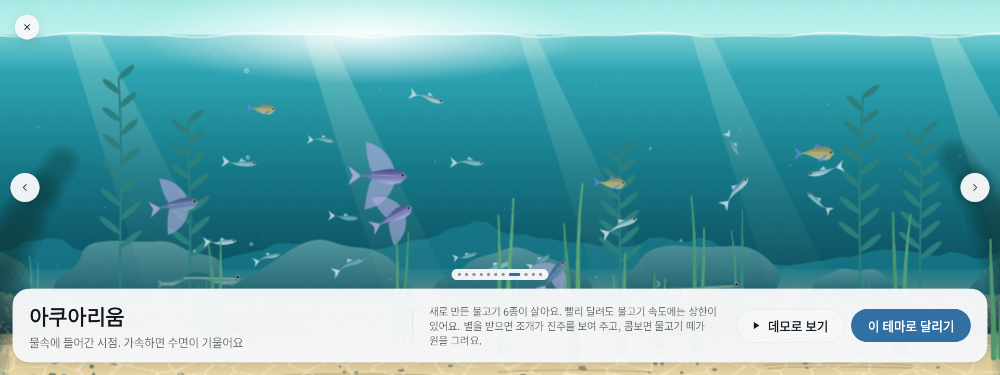 아쿠아리움
물속에 들어간 시점. 가속하면 수면이 기울어요
새로 만든 물고기 6종이 살아요. 빨리 달려도 물고기 속도에는 상한이
있어요. 별을 받으면 조개가 진주를 보여 주고, 콤보면 물고기 떼가
원을 그려요.
데모로 보기
이 테마로 달리기